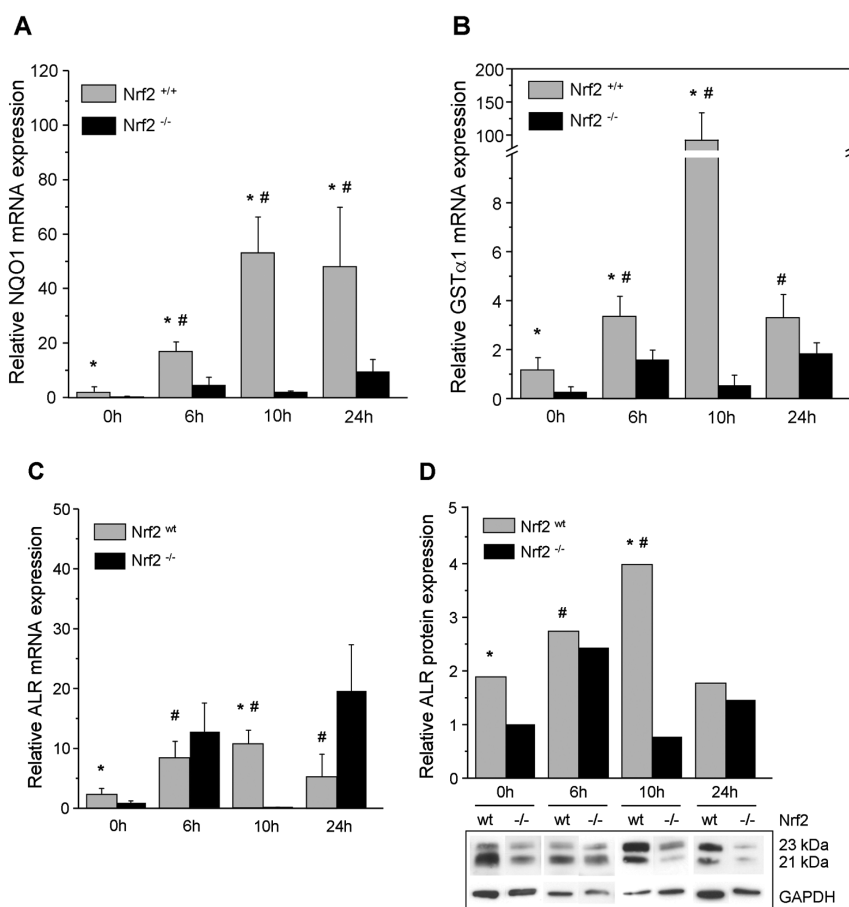 A
Relative NQO1 mRNA expression
120
100
80
60
40
20
0
Nrf2 +/+
Nrf2 -/-
*
* #
* #
* #
0h 6h 10h 24h
B
Relative GSTα1 mRNA expression
200
150
100
8
6
4
2
0
Nrf2 +/+
Nrf2 -/-
*
* #
* #
#
0h 6h 10h 24h
C
Relative ALR mRNA expression
50
40
30
20
10
0
Nrf2 wt
Nrf2 -/-
*
#
* #
#
0h 6h 10h 24h
D
Relative ALR protein expression
5
4
3
2
1
0
Nrf2 wt
Nrf2 -/-
*
#
* #
0h 6h 10h 24h
wt -/- wt -/- wt -/- wt -/- Nrf2
23 kDa
21 kDa
GAPDH